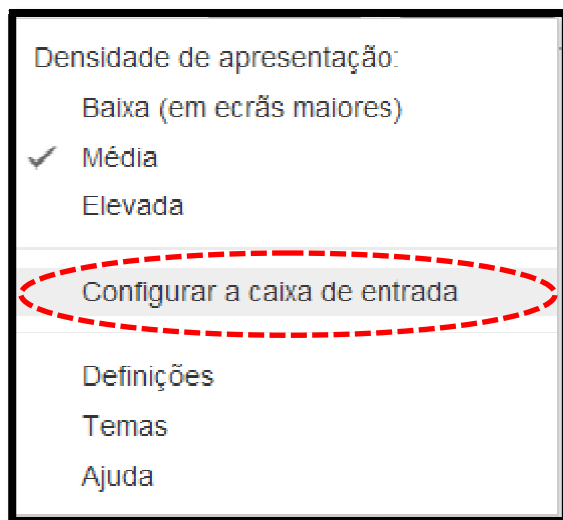 Densidade de apresentação:
Baixa (em ecrãs maiores)
Média
Elevada
Configurar a caixa de entrada
Definições
Temas
Ajuda